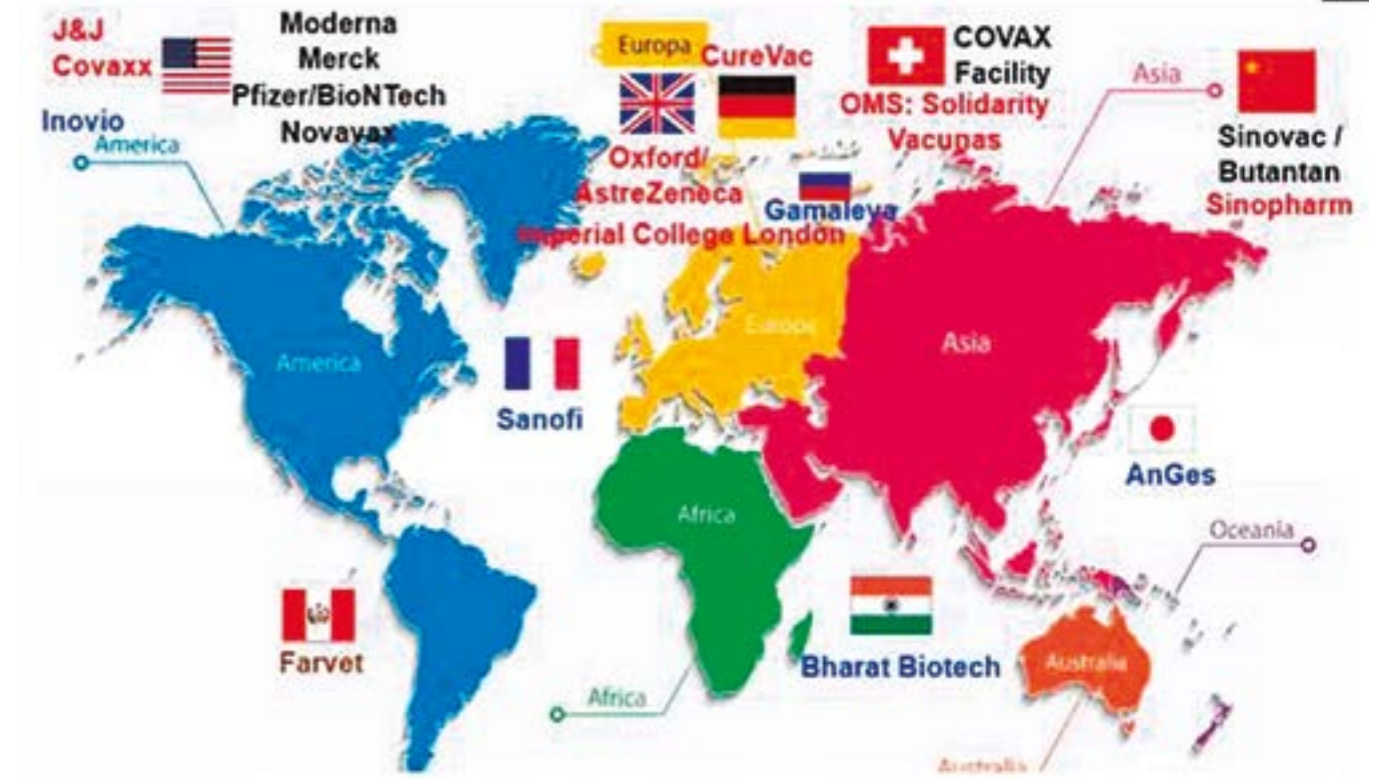 J&J
Covaxx
Inovio
America
Moderna
Merck
Pfizer/BioNTech
Novavax
Europa
CureVac
Oxford/
AstreZeneca
Imperial College London
COVAX
Facility
OMS: Solidarity
Vacunas
Gamaleya
Asia
Sinovac /
Butantan
Sinopharm
America
Europe
Asia
Sanofi
AnGes
Africa
Oceania
Farvet
Bharat Biotech
Australia
Africa
Australia